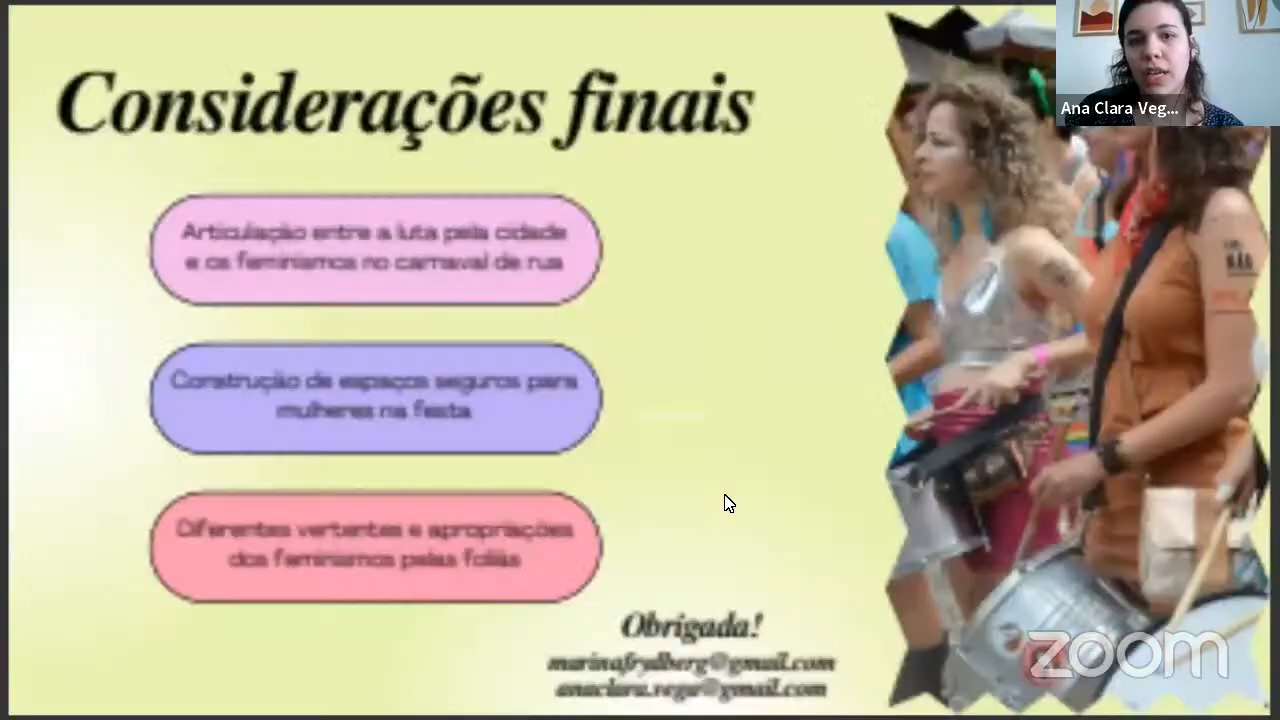 Considerações finais
Ana Clara Veg...
Articulação entre a luta pela cidade
e os feminismos no carnaval de rua
Construção de espaços seguros para
mulheres na festa
Diferentes vertentes e apropriações
dos feminismos pelas foliãs
Obrigada!
marinafrydberg@gmail.com
anaclara.vega@gmail.com
NÃO
zoom